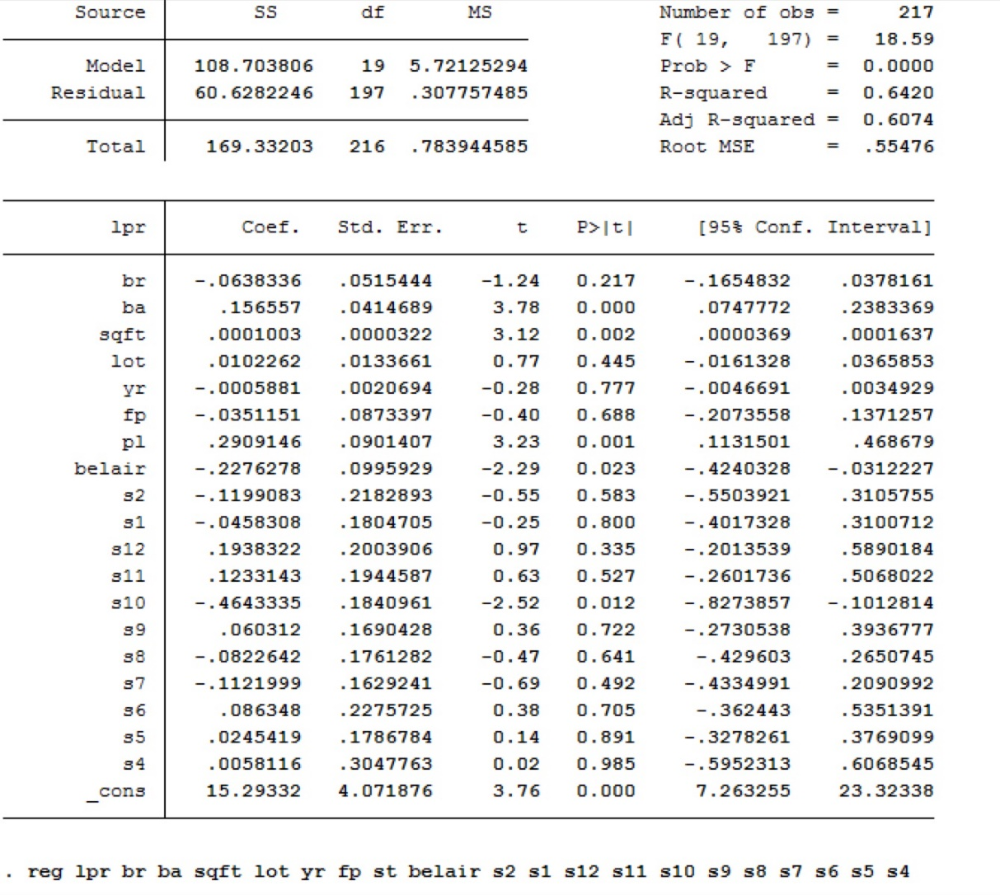 Source SS df MS Number of obs = 217
F( 19, 197) = 18.59
Model 108.703806 19 5.72125294 Prob > F = 0.0000
Residual 60.6282246 197 .307757485 R-squared = 0.6420
Adj R-squared = 0.6074
Total 169.33203 216 .783944585 Root MSE = .55476
lpr Coef. Std. Err. t P>|t| [95% Conf. Interval]
br -.0638336 .0515444 -1.24 0.217 -.1654832 .0378161
ba .156557 .0414689 3.78 0.000 .0747772 .2383369
sqft .0001003 .0000322 3.12 0.002 .0000369 .0001637
lot .0102262 .0133661 0.77 0.445 -.0161328 .0365853
yr -.0005881 .0020694 -0.28 0.777 -.0046691 .0034929
fp -.0351151 .0873397 -0.40 0.688 -.2073558 .1371257
pl .2909146 .0901407 3.23 0.001 .1131501 .468679
belair -.2276278 .0995929 -2.29 0.023 -.4240328 -.0312227
s2 -.1199083 .2182893 -0.55 0.583 -.5503921 .3105755
s1 -.0458308 .1804705 -0.25 0.800 -.4017328 .3100712
s12 .1938322 .2003906 0.97 0.335 -.2013539 .5890184
s11 .1233143 .1944587 0.63 0.527 -.2601736 .5068022
s10 -.4643335 .1840961 -2.52 0.012 -.8273857 -.1012814
s9 .060312 .1690428 0.36 0.722 -.2730538 .3936777
s8 -.0822642 .1761282 -0.47 0.641 -.429603 .2650745
s7 -.1121999 .1629241 -0.69 0.492 -.4334991 .2090992
s6 .086348 .2275725 0.38 0.705 -.362443 .5351391
s5 .0245419 .1786784 0.14 0.891 -.3278261 .3769099
s4 .0058116 .3047763 0.02 0.985 -.5952313 .6068545
_cons 15.29332 4.071876 3.76 0.000 7.263255 23.32338
. reg lpr br ba sqft lot yr fp st belair s2 s1 s12 s11 s10 s9 s8 s7 s6 s5 s4